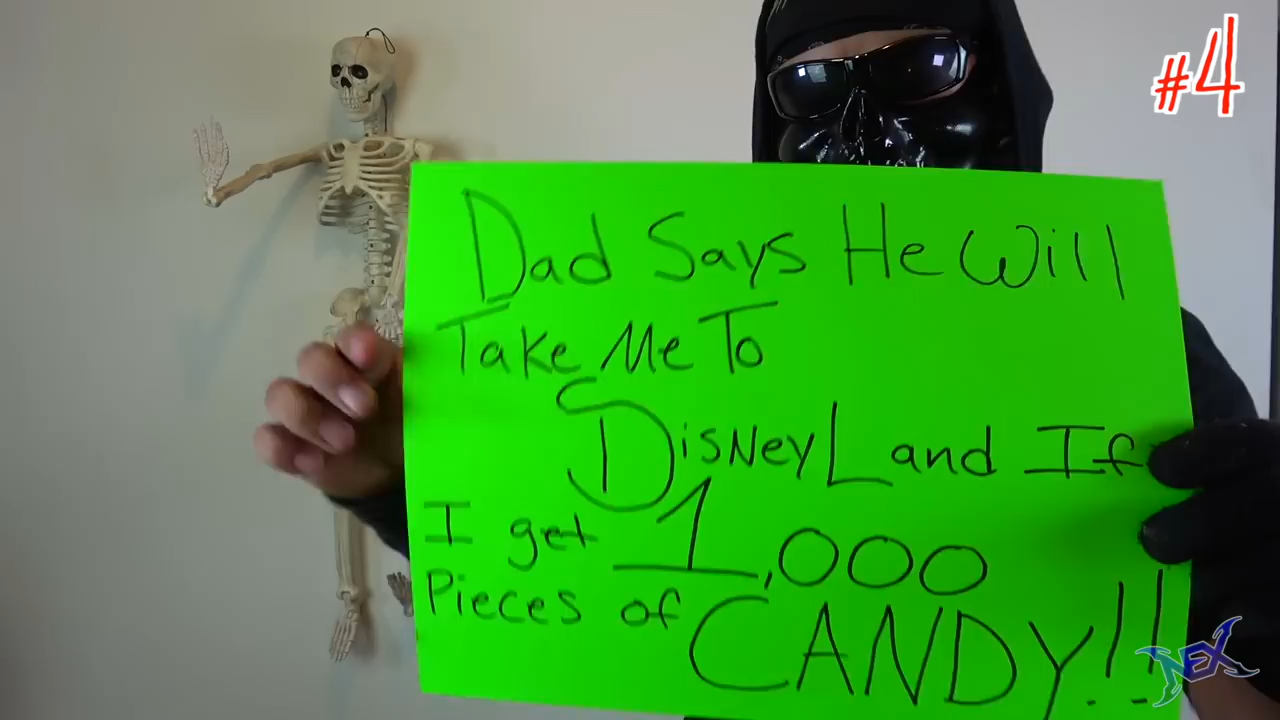 #4
Dad Says He Will
Take Me To
DisneyLand If
I get 1,000
Pieces of CANDY!!
NEX